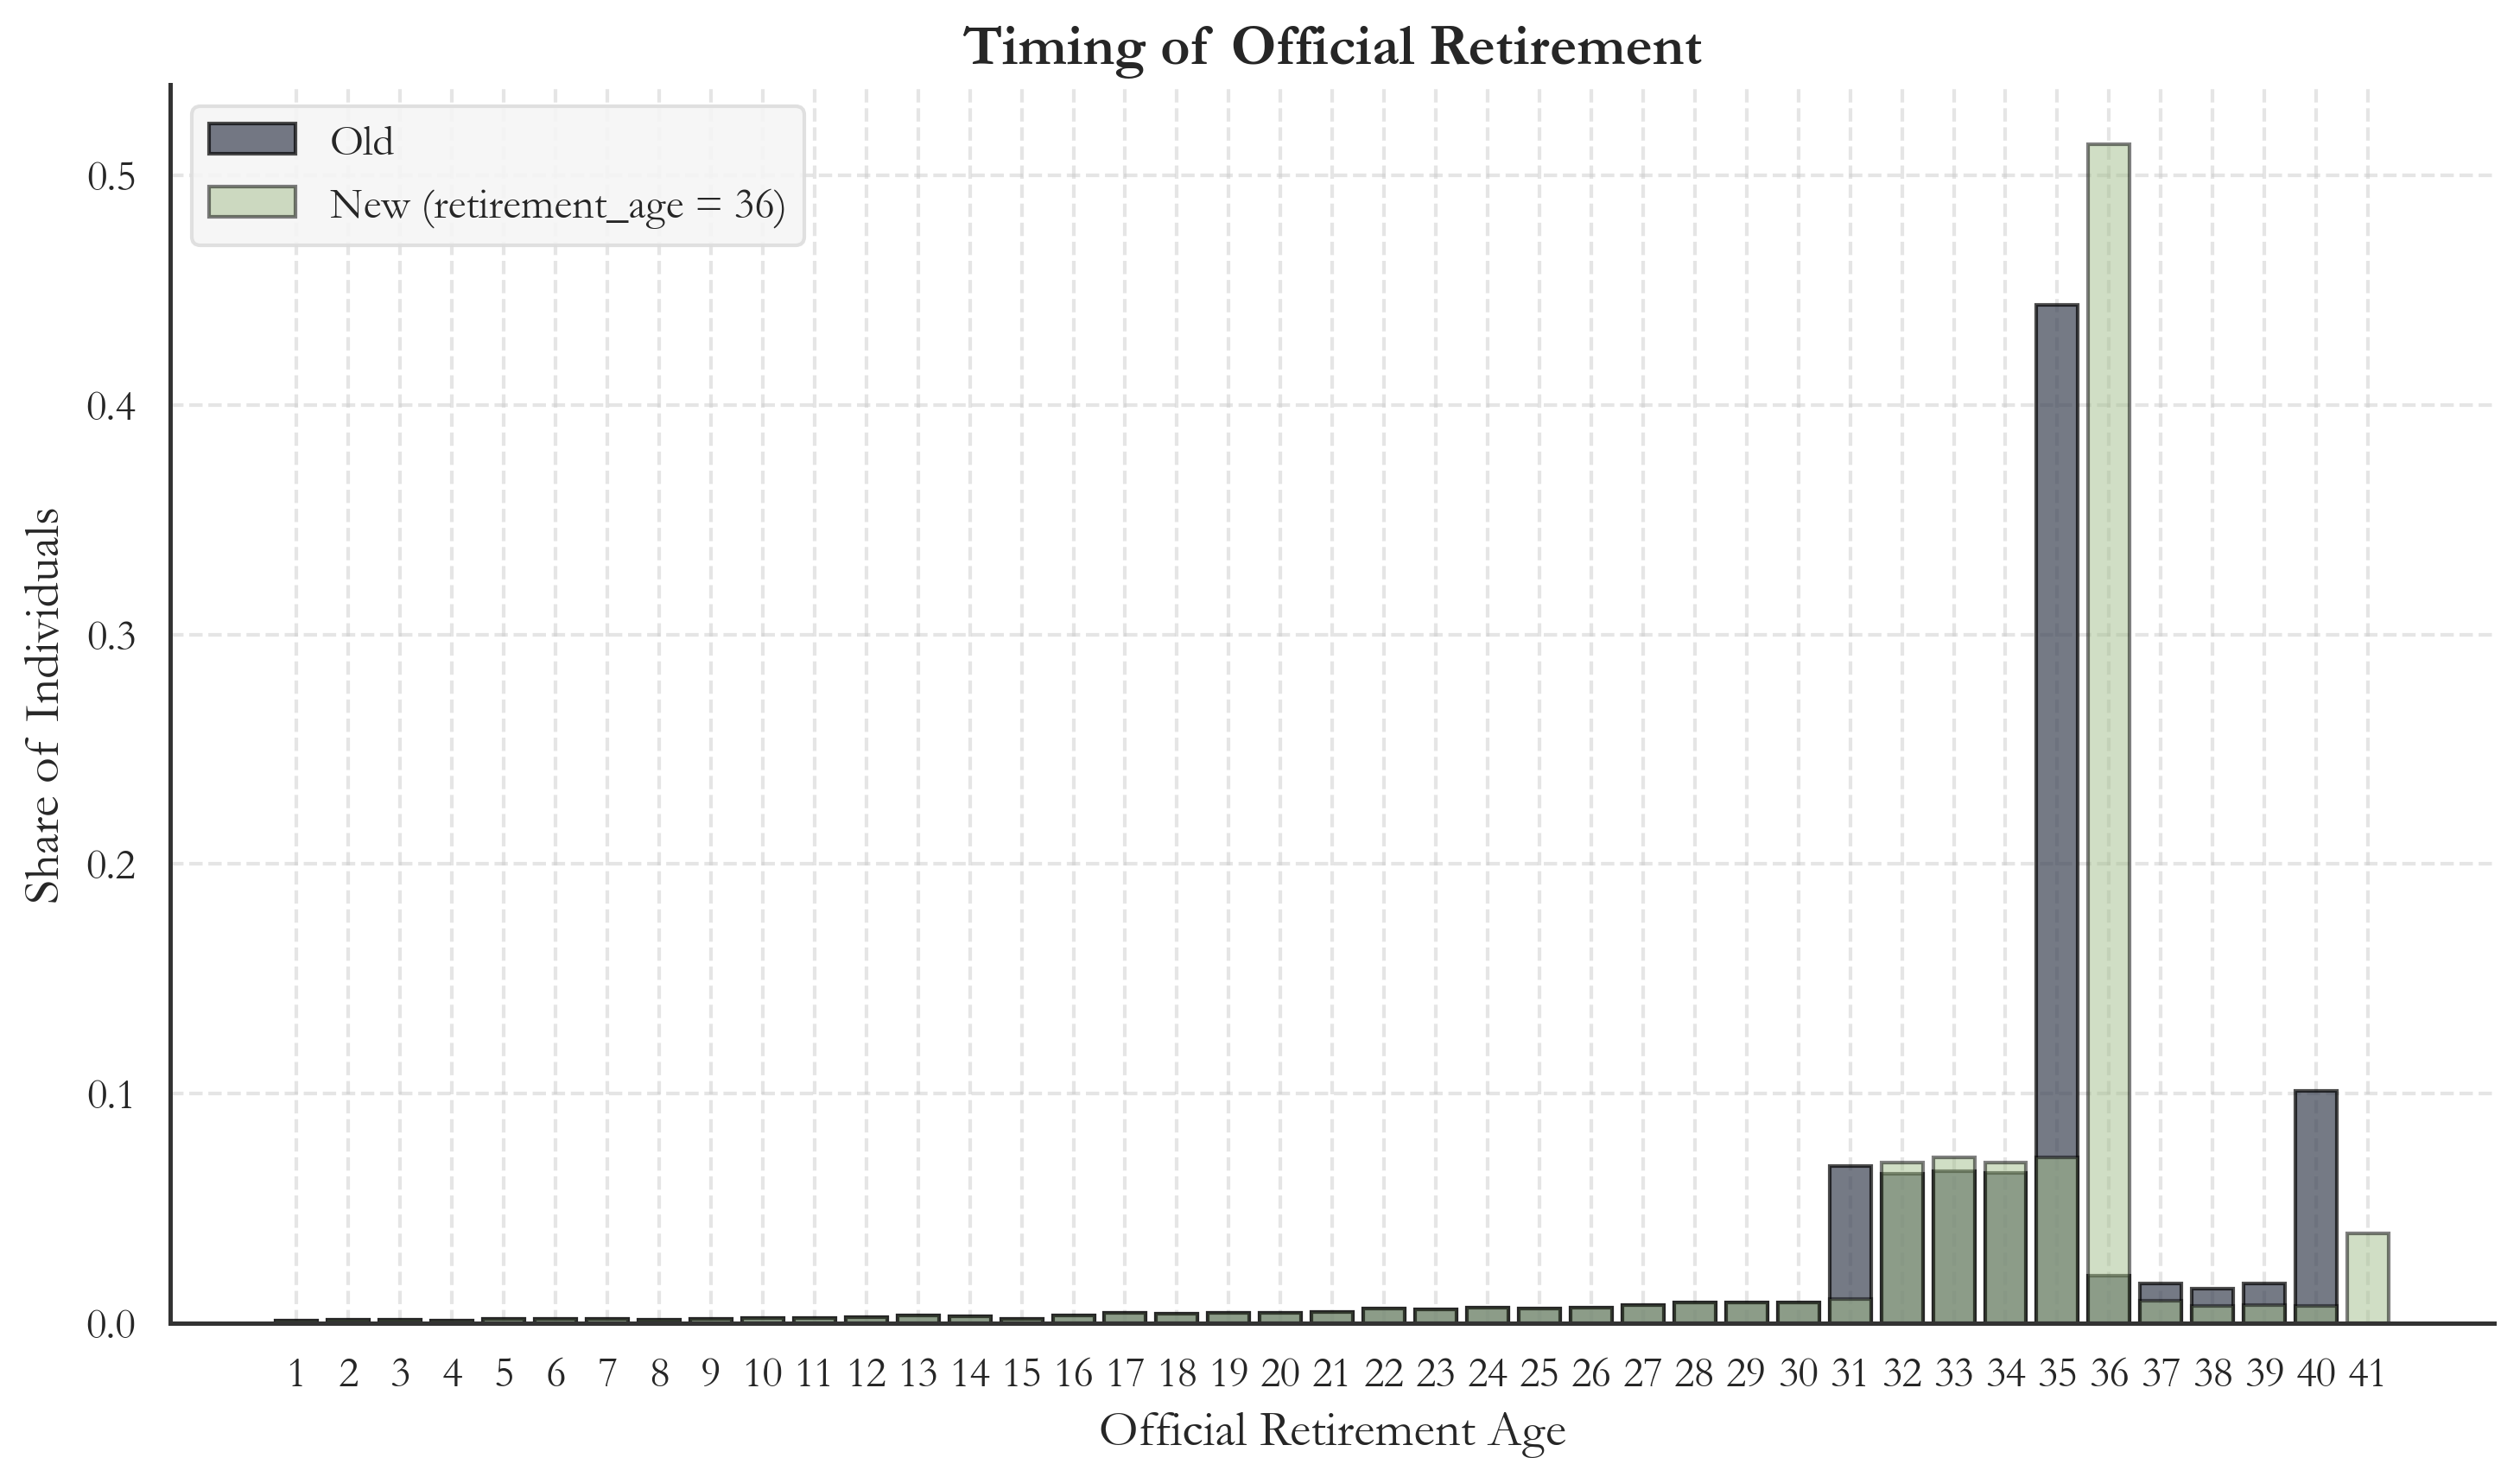 Timing of Official Retirement
Old
New (retirement_age = 36)
0.5
0.4
0.3
0.2
0.1
0.0
Share of Individuals
1 2 3 4 5 6 7 8 9 10 11 12 13 14 15 16 17 18 19 20 21 22 23 24 25 26 27 28 29 30 31 32 33 34 35 36 37 38 39 40 41
Official Retirement Age